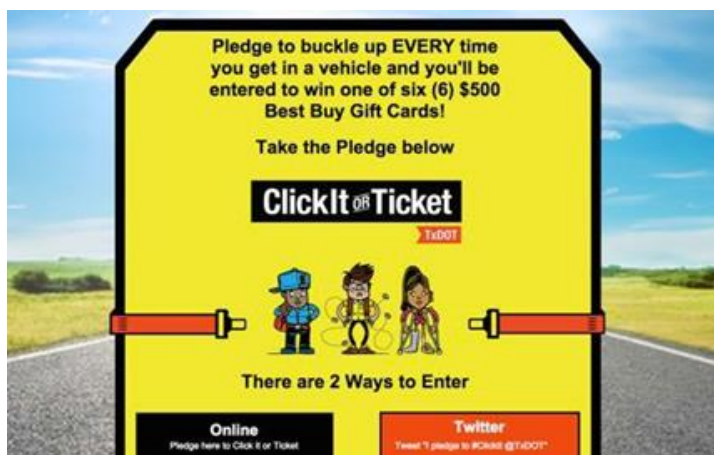 Pledge to buckle up EVERY time
you get in a vehicle and you'll be
entered to win one of six (6) $500
Best Buy Gift Cards!
Take the Pledge below
ClickIt OR Ticket
TxDOT
There are 2 Ways to Enter
Online
Pledge here to Click it or Ticket
Twitter
Tweet "I pledge to #ClickIt @TxDOT"